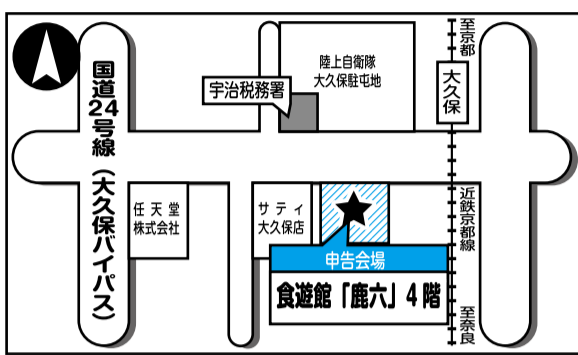 国道24号線(大久保バイパス)
宇治税務署
陸上自衛隊
大久保駐屯地
至京都
大久保
近鉄京都線
至奈良
任天堂
株式会社
サティ
大久保店
申告会場
食遊館「鹿六」4階